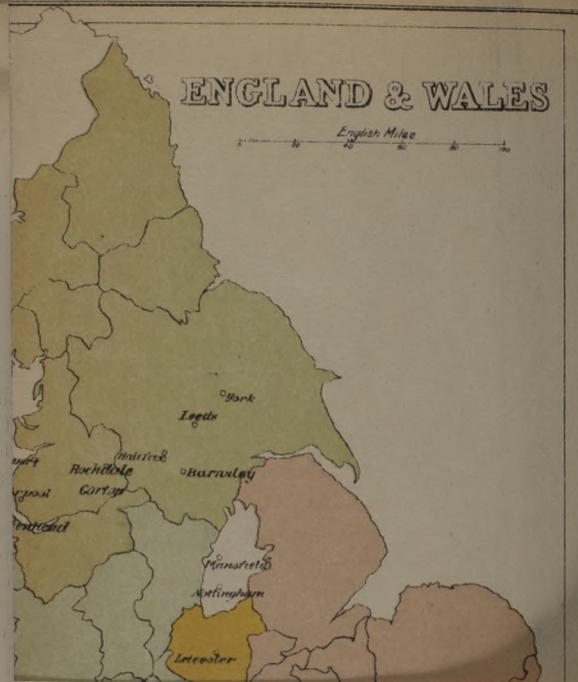 ENGLAND & WALES
English Miles
York
Leeds
Halifax
Rochdale
Barnsley
Gorton
Mansfield
Nottingham
Leicester